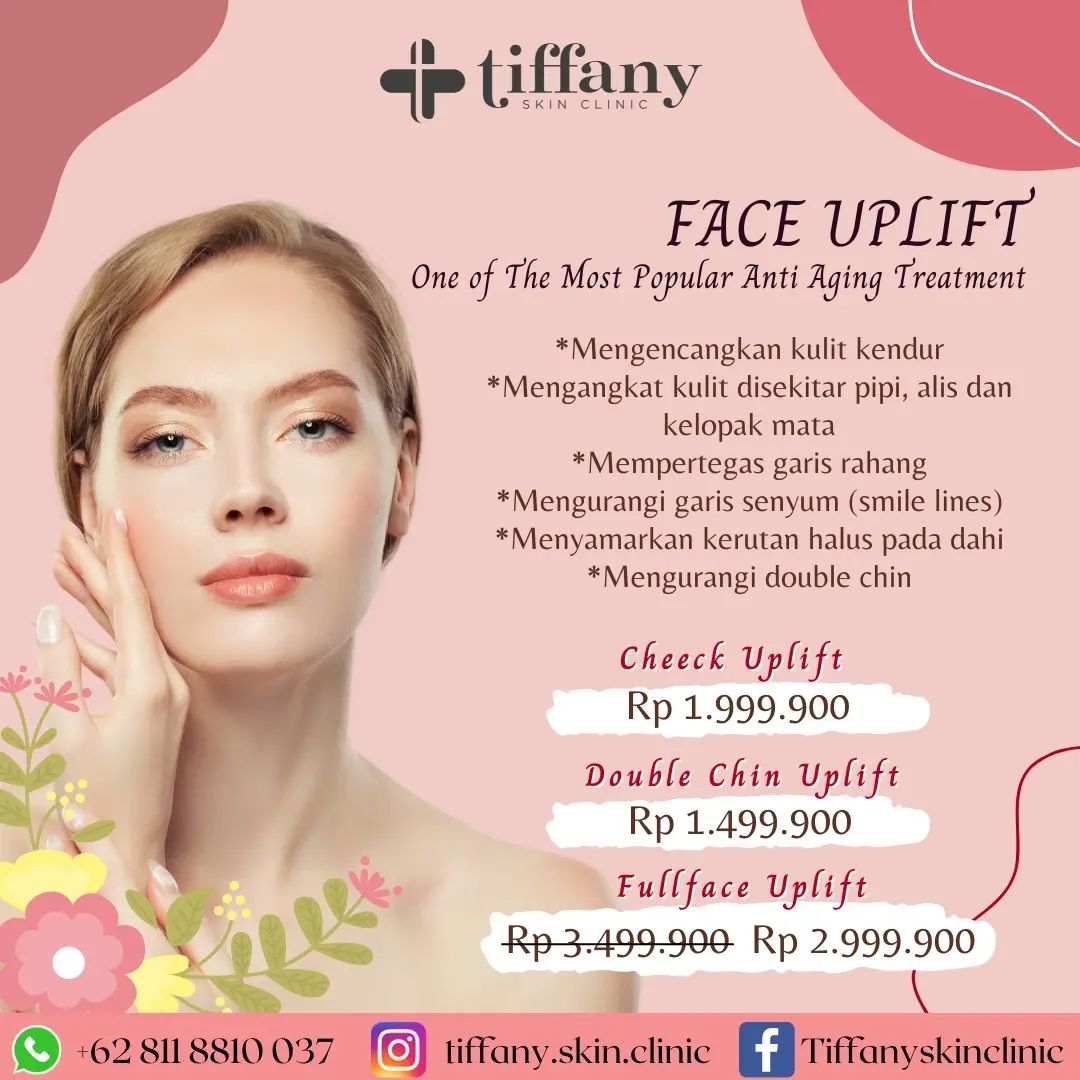 tiffany
SKIN CLINIC
FACE UPLIFT
One of The Most Popular Anti Aging Treatment
*Mengencangkan kulit kendur
*Mengangkat kulit disekitar pipi, alis dan
kelopak mata
*Mempertegas garis rahang
*Mengurangi garis senyum (smile lines)
*Menyamarkan kerutan halus pada dahi
*Mengurangi double chin
Cheeck Uplift
Rp 1.999.900
Double Chin Uplift
Rp 1.499.900
Fullface Uplift
Rp 3.499.900 Rp 2.999.900
+62 811 8810 037 tiffany.skin.clinic Tiffanyskinclinic